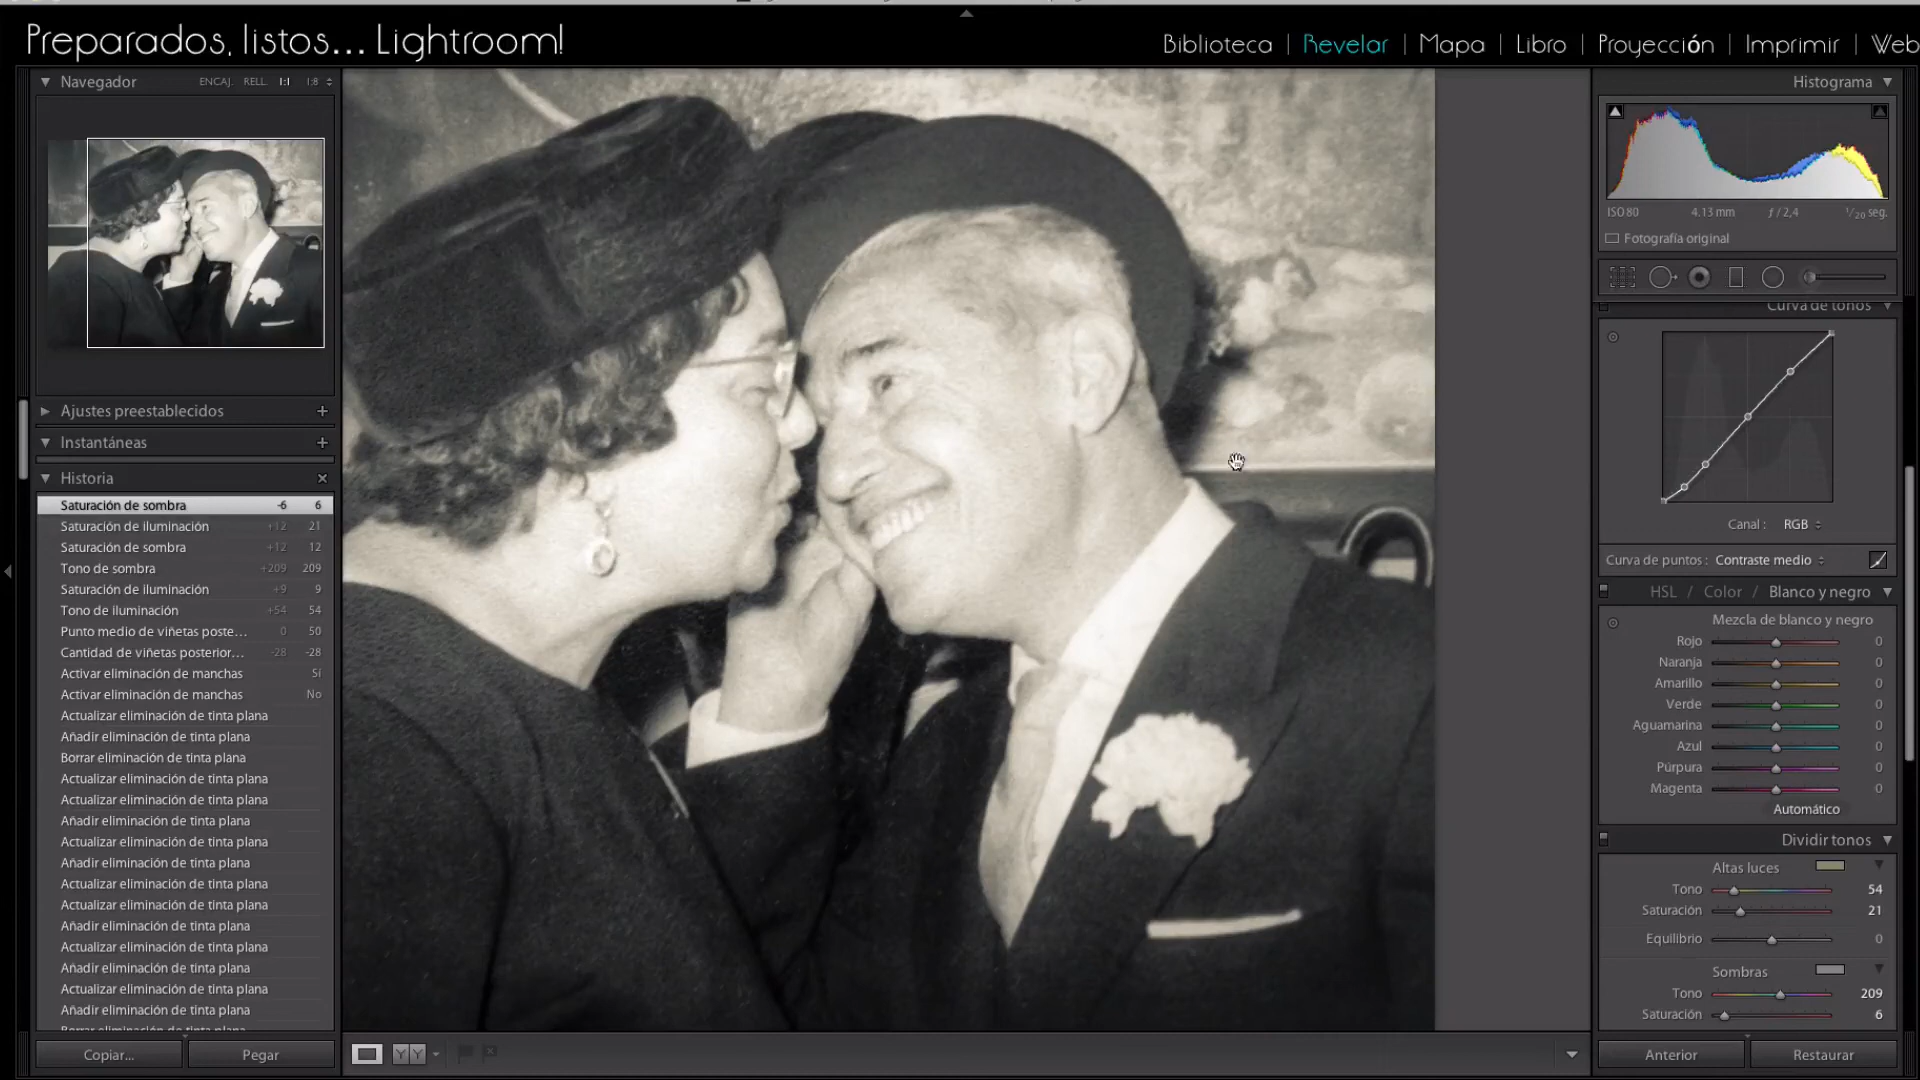 Preparados, listos... Lightroom!
Biblioteca | Revelar | Mapa | Libro | Proyección | Imprimir | Web
Navegador ENCAJ. RELL. 1:1 1:8
Ajustes preestablecidos
Instantáneas
Historia
Saturación de sombra -6 6
Saturación de iluminación +12 21
Saturación de sombra +12 12
Tono de sombra +209 209
Saturación de iluminación +9 9
Tono de iluminación +54 54
Punto medio de viñetas poste... 0 50
Cantidad de viñetas posterior... -28 -28
Activar eliminación de manchas Sí
Activar eliminación de manchas No
Actualizar eliminación de tinta plana
Añadir eliminación de tinta plana
Borrar eliminación de tinta plana
Actualizar eliminación de tinta plana
Actualizar eliminación de tinta plana
Añadir eliminación de tinta plana
Actualizar eliminación de tinta plana
Añadir eliminación de tinta plana
Actualizar eliminación de tinta plana
Actualizar eliminación de tinta plana
Añadir eliminación de tinta plana
Actualizar eliminación de tinta plana
Añadir eliminación de tinta plana
Actualizar eliminación de tinta plana
Añadir eliminación de tinta plana
Borrar eliminación de tinta plana
Copiar... Pegar
Histograma
ISO 80 4.13 mm ƒ / 2,4 1/20 seg.
Fotografía original
Curva de tonos
Canal : RGB
Curva de puntos : Contraste medio
HSL / Color / Blanco y negro
Mezcla de blanco y negro
Rojo 0
Naranja 0
Amarillo 0
Verde 0
Aguamarina 0
Azul 0
Púrpura 0
Magenta 0
Automático
Dividir tonos
Altas luces
Tono 54
Saturación 21
Equilibrio 0
Sombras
Tono 209
Saturación 6
Anterior Restaurar
YY